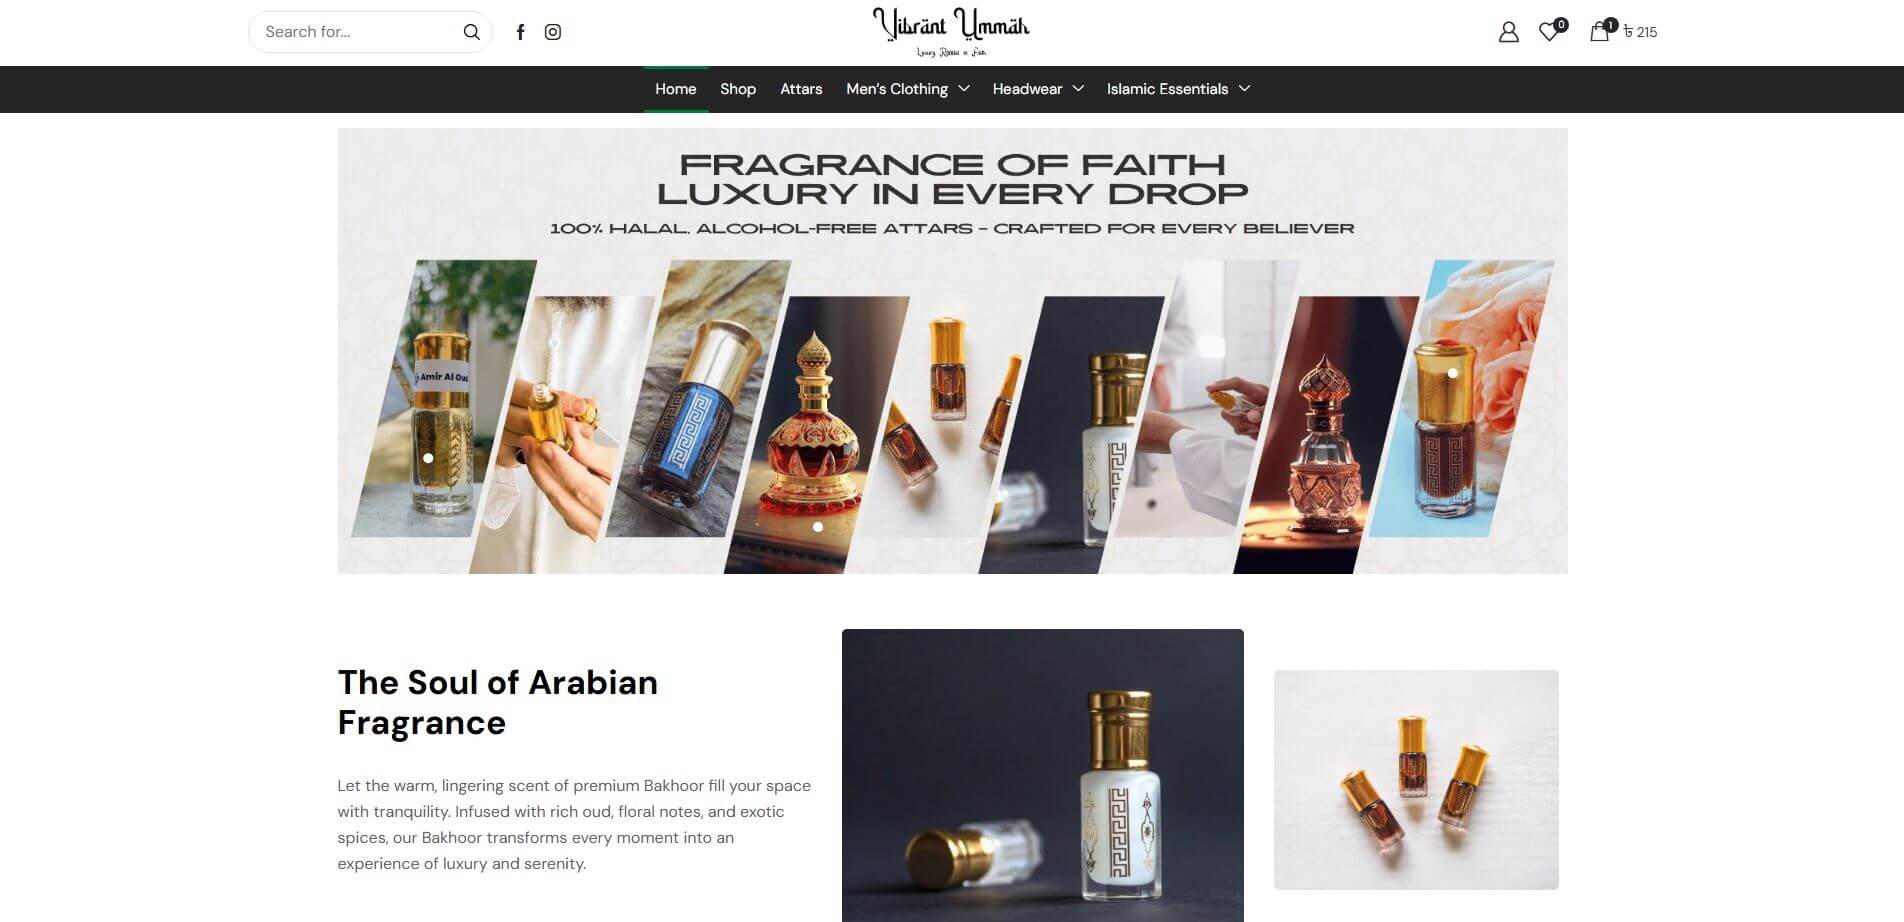 Search for...
Vibrant Ummah
Luxury Rooted in Faith
0
1
৳ 215
Home
Shop
Attars
Men's Clothing
Headwear
Islamic Essentials
FRAGRANCE OF FAITH
LUXURY IN EVERY DROP
100% HALAL, ALCOHOL-FREE ATTARS – CRAFTED FOR EVERY BELIEVER
Amir Al Oud
The Soul of Arabian
Fragrance
Let the warm, lingering scent of premium Bakhoor fill your space
with tranquility. Infused with rich oud, floral notes, and exotic
spices, our Bakhoor transforms every moment into an
experience of luxury and serenity.